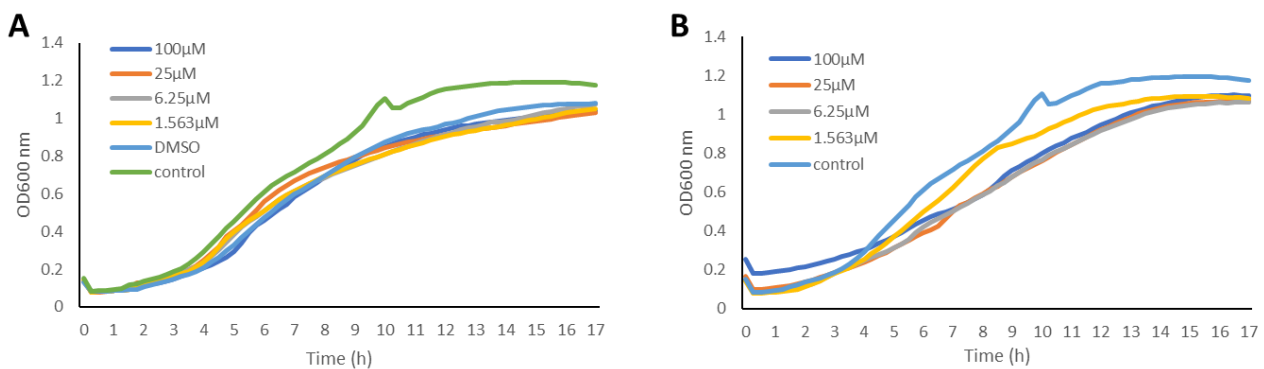 A
1.4
1.2
1
0.8
0.6
0.4
0.2
0
OD600 nm
100µM
25µM
6.25µM
1.563µM
DMSO
control
0 1 2 3 4 5 6 7 8 9 10 11 12 13 14 15 16 17
Time (h)
B
1.4
1.2
1
0.8
0.6
0.4
0.2
0
OD600 nm
100µM
25µM
6.25µM
1.563µM
control
0 1 2 3 4 5 6 7 8 9 10 11 12 13 14 15 16 17
Time (h)